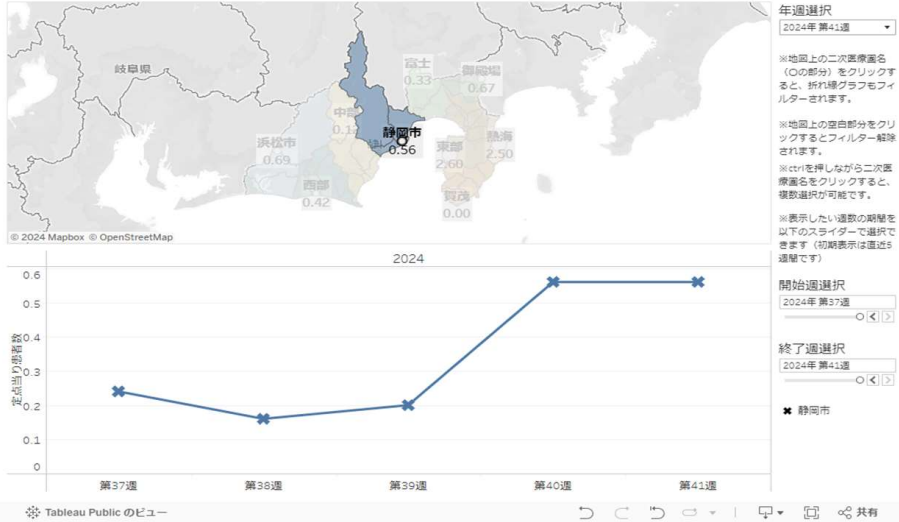 岐阜県
富士
0.33
御殿場
0.67
中部
静岡市
0.56
浜松市
0.69
東部
2.60
熱海
2.50
西部
0.42
賀茂
0.00
© 2024 Mapbox © OpenStreetMap
2024
定点当り患者数
0.6
0.5
0.4
0.3
0.2
0.1
0
第37週
第38週
第39週
第40週
第41週
年週選択
2024年 第41週
※地図上の二次医療圏名
（〇の部分）をクリックす
ると、折れ線グラフもフィ
ルターされます。
※地図上の空白部分をクリ
ックするとフィルター解除
されます。
※ctrlを押しながら二次医
療圏名をクリックすると、
複数選択が可能です。
※表示したい週数の期間を
以下のスライダーで選択で
きます（初期表示は直近5
週間です）
開始週選択
2024年 第37週
終了週選択
2024年 第41週
静岡市
Tableau Public のビュー
共有